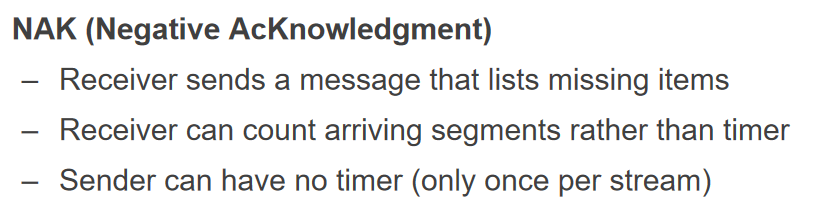 NAK (Negative AcKnowledgment)
– Receiver sends a message that lists missing items
– Receiver can count arriving segments rather than timer
– Sender can have no timer (only once per stream)